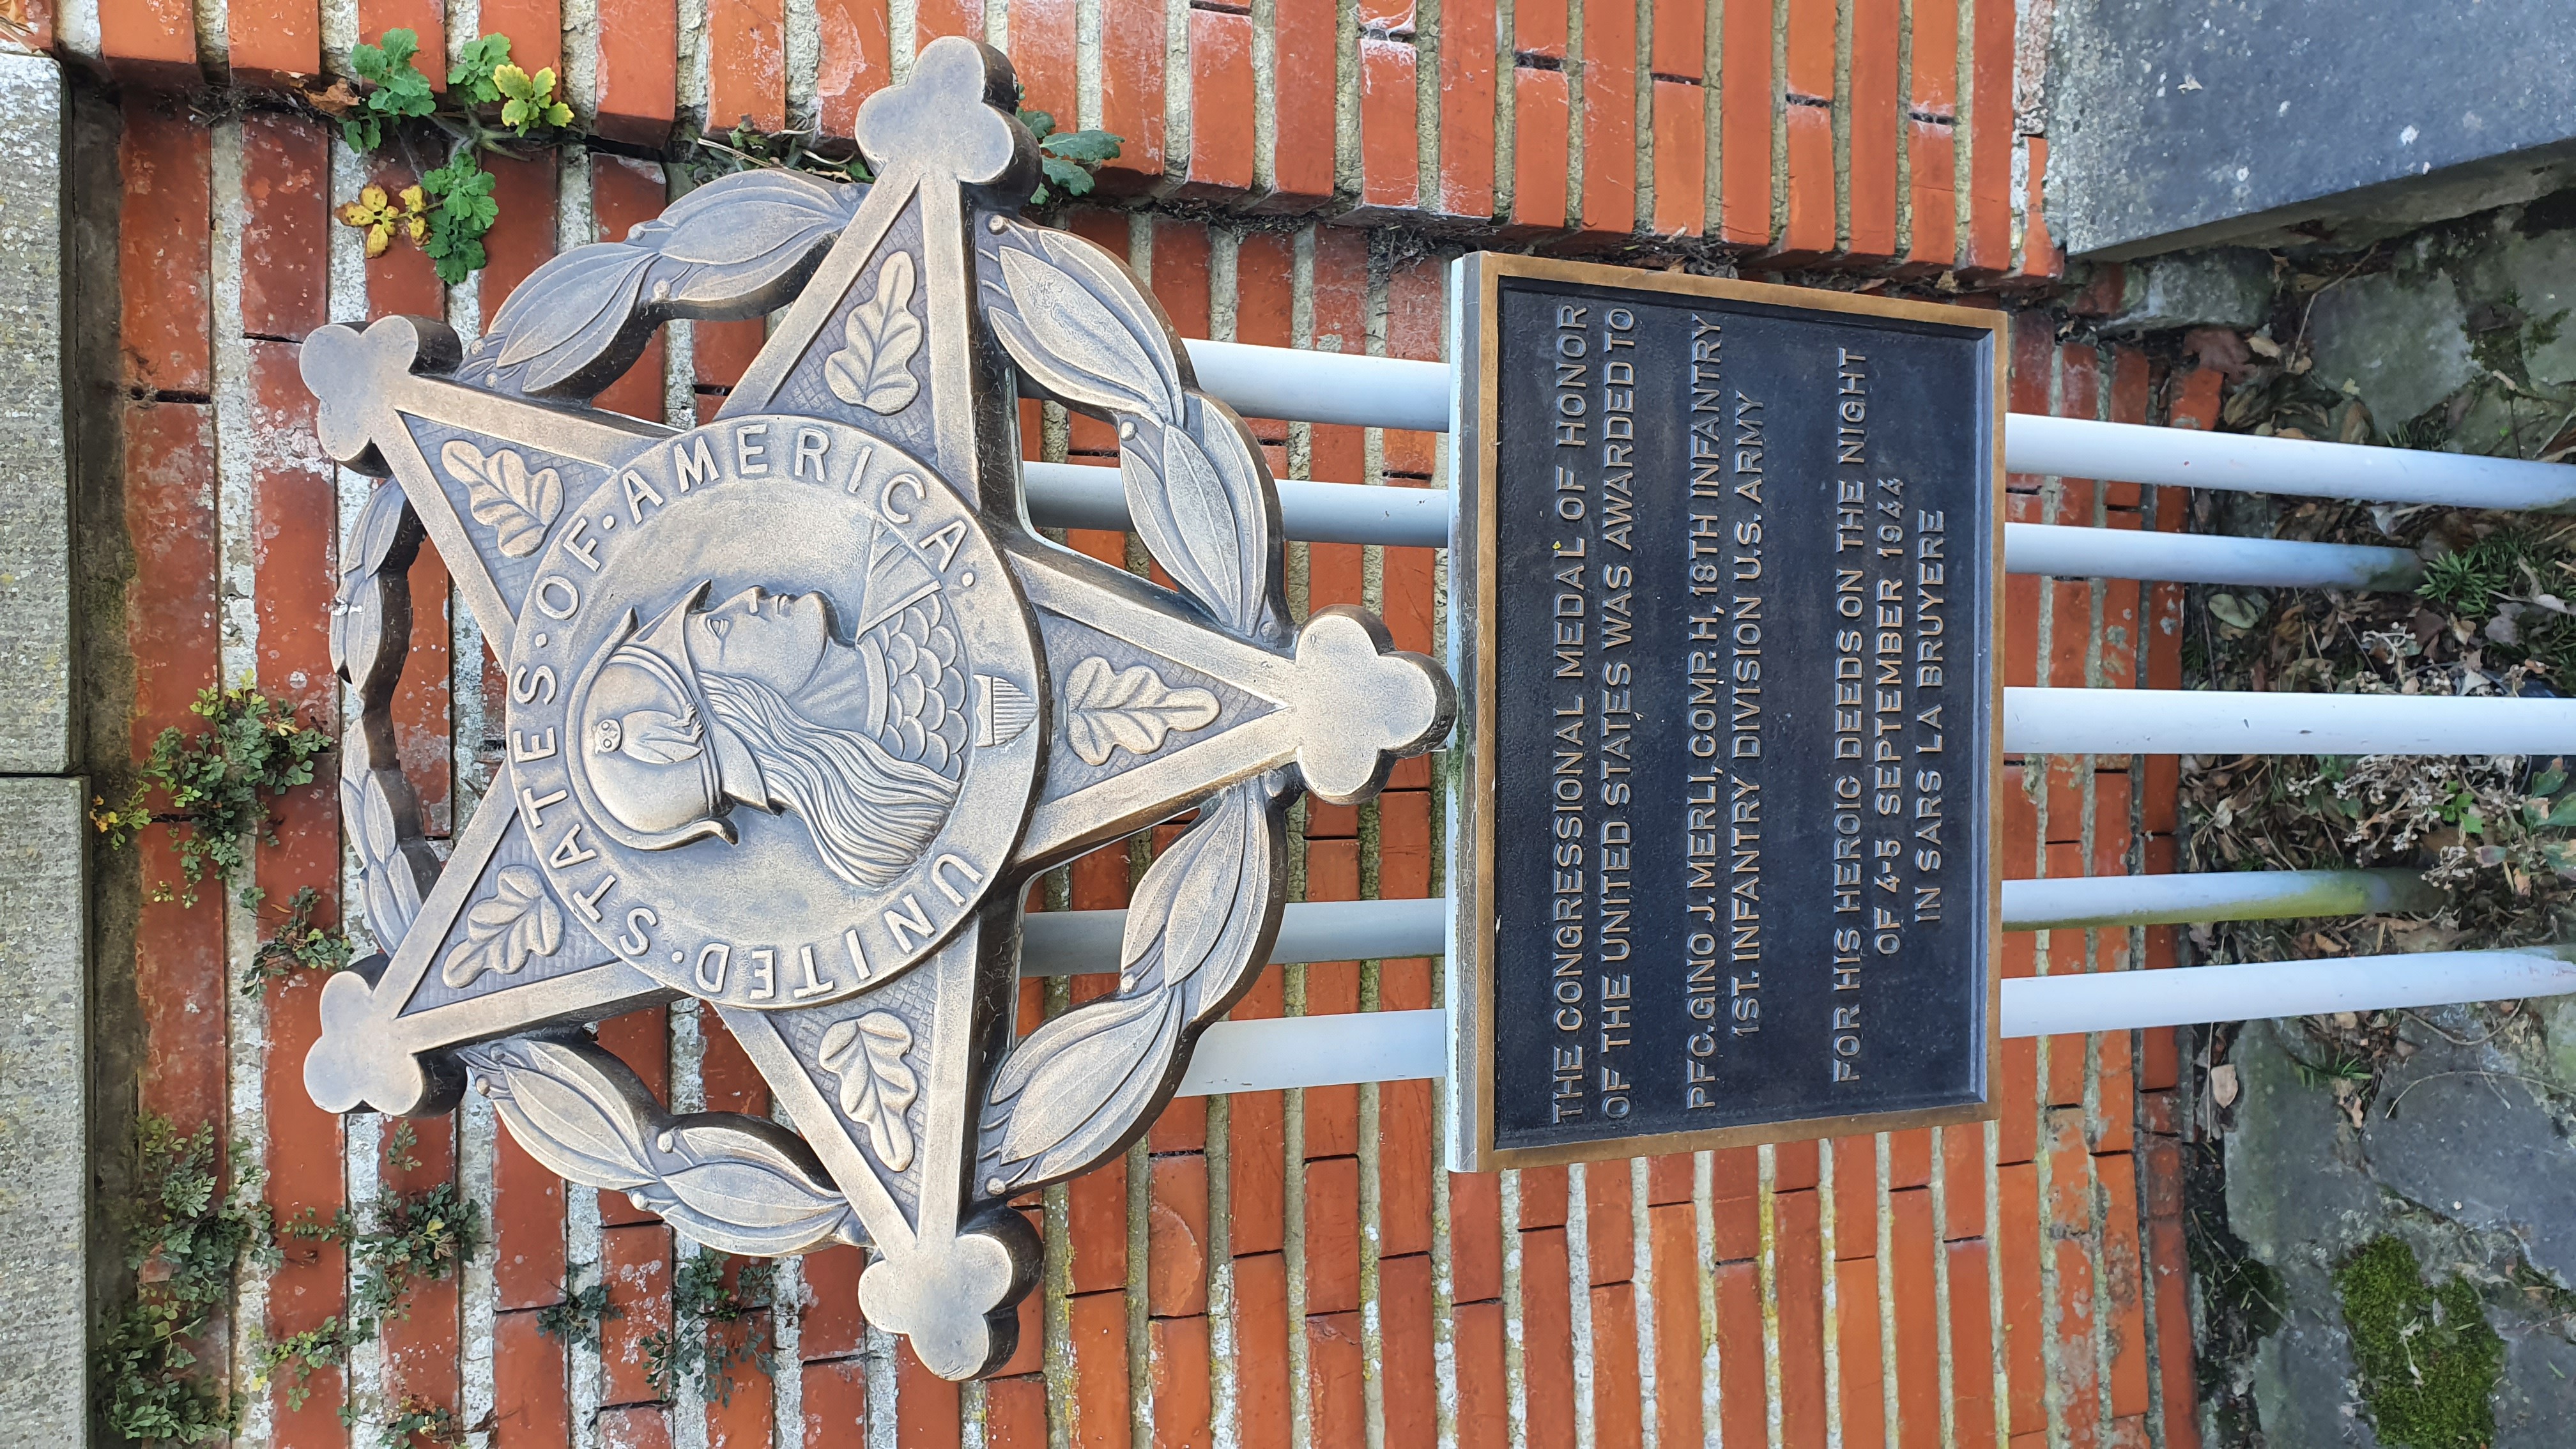 UNITED·STATES·OF·AMERICA·
THE CONGRESSIONAL MEDAL OF HONOR
OF THE UNITED STATES WAS AWARDED TO
PFC. GINO J. MERLI, COMP. H, 18TH INFANTRY
1ST. INFANTRY DIVISION U.S. ARMY
FOR HIS HEROIC DEEDS ON THE NIGHT
OF 4-5 SEPTEMBER 1944
IN SARS LA BRUYERE